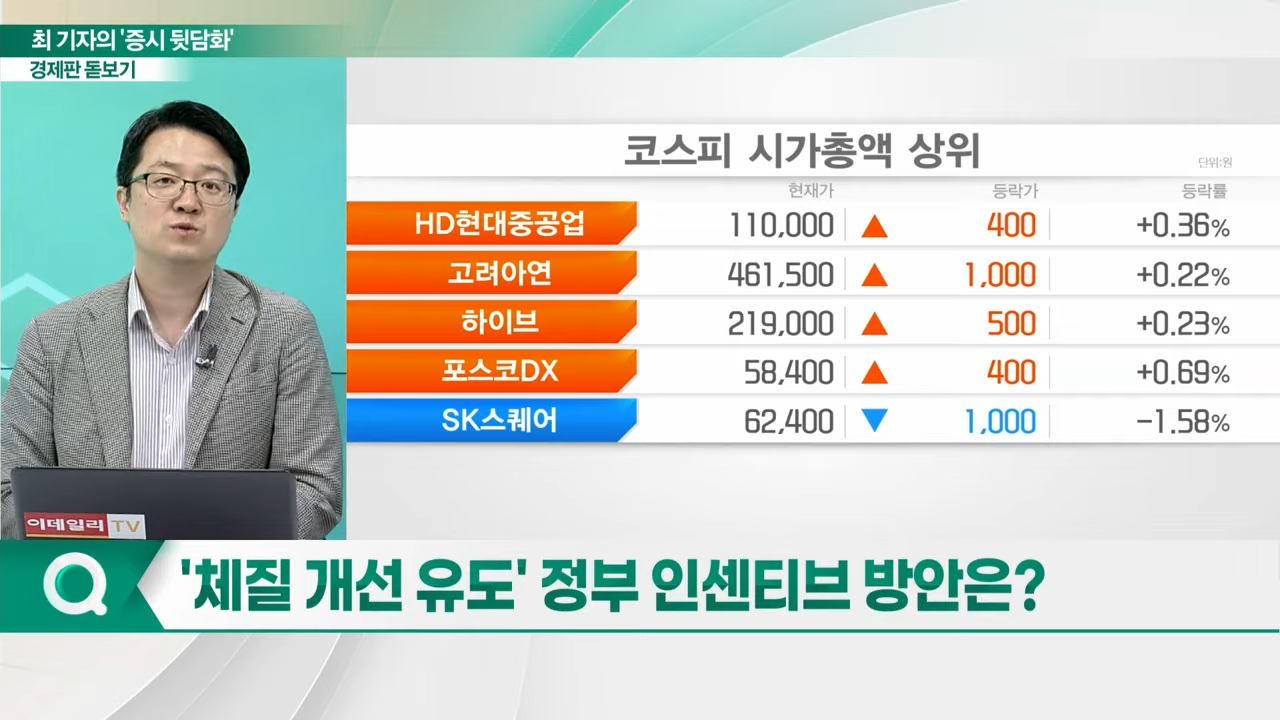 최 기자의 '증시 뒷담화'
경제판 돋보기
코스피 시가총액 상위
단위:원
현재가 등락가 등락률
HD현대중공업 110,000 ▲ 400 +0.36%
고려아연 461,500 ▲ 1,000 +0.22%
하이브 219,000 ▲ 500 +0.23%
포스코DX 58,400 ▲ 400 +0.69%
SK스퀘어 62,400 ▼ 1,000 -1.58%
이데일리TV
'체질 개선 유도' 정부 인센티브 방안은?